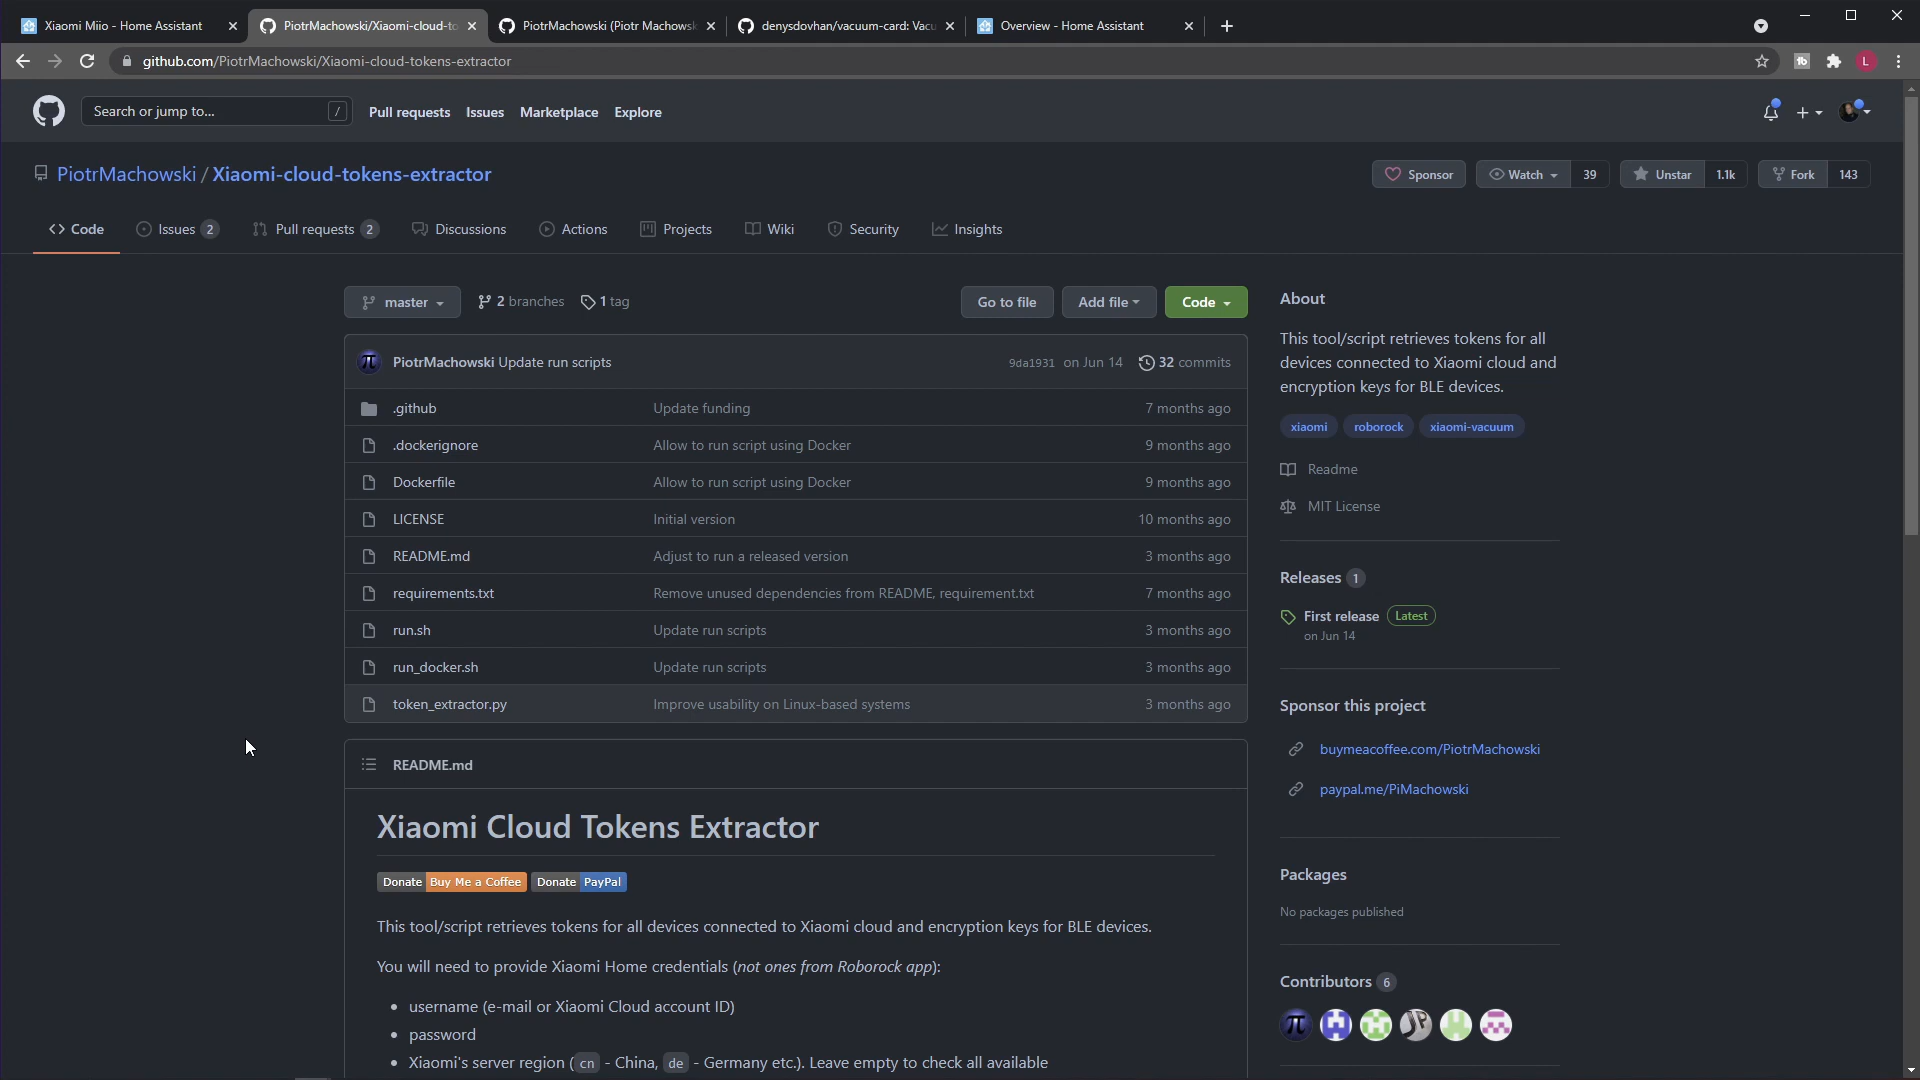 Xiaomi Miio - Home Assistant
PiotrMachowski/Xiaomi-cloud-to
PiotrMachowski (Piotr Machowsk
denysdovhan/vacuum-card: Vacu
Overview - Home Assistant
github.com/PiotrMachowski/Xiaomi-cloud-tokens-extractor
L
Search or jump to...
/
Pull requests
Issues
Marketplace
Explore
PiotrMachowski / Xiaomi-cloud-tokens-extractor
Sponsor
Watch 39
Unstar 1.1k
Fork 143
Code
Issues 2
Pull requests 2
Discussions
Actions
Projects
Wiki
Security
Insights
master
2 branches
1 tag
Go to file
Add file
Code
PiotrMachowski Update run scripts 9da1931 on Jun 14 32 commits
.github Update funding 7 months ago
.dockerignore Allow to run script using Docker 9 months ago
Dockerfile Allow to run script using Docker 9 months ago
LICENSE Initial version 10 months ago
README.md Adjust to run a released version 3 months ago
requirements.txt Remove unused dependencies from README, requirement.txt 7 months ago
run.sh Update run scripts 3 months ago
run_docker.sh Update run scripts 3 months ago
token_extractor.py Improve usability on Linux-based systems 3 months ago
README.md
Xiaomi Cloud Tokens Extractor
Donate Buy Me a Coffee Donate PayPal
This tool/script retrieves tokens for all devices connected to Xiaomi cloud and encryption keys for BLE devices.
You will need to provide Xiaomi Home credentials (not ones from Roborock app):
• username (e-mail or Xiaomi Cloud account ID)
• password
• Xiaomi's server region ( cn - China, de - Germany etc.). Leave empty to check all available
About
This tool/script retrieves tokens for all
devices connected to Xiaomi cloud and
encryption keys for BLE devices.
xiaomi roborock xiaomi-vacuum
Readme
MIT License
Releases 1
First release Latest
on Jun 14
Sponsor this project
buymeacoffee.com/PiotrMachowski
paypal.me/PiMachowski
Packages
No packages published
Contributors 6